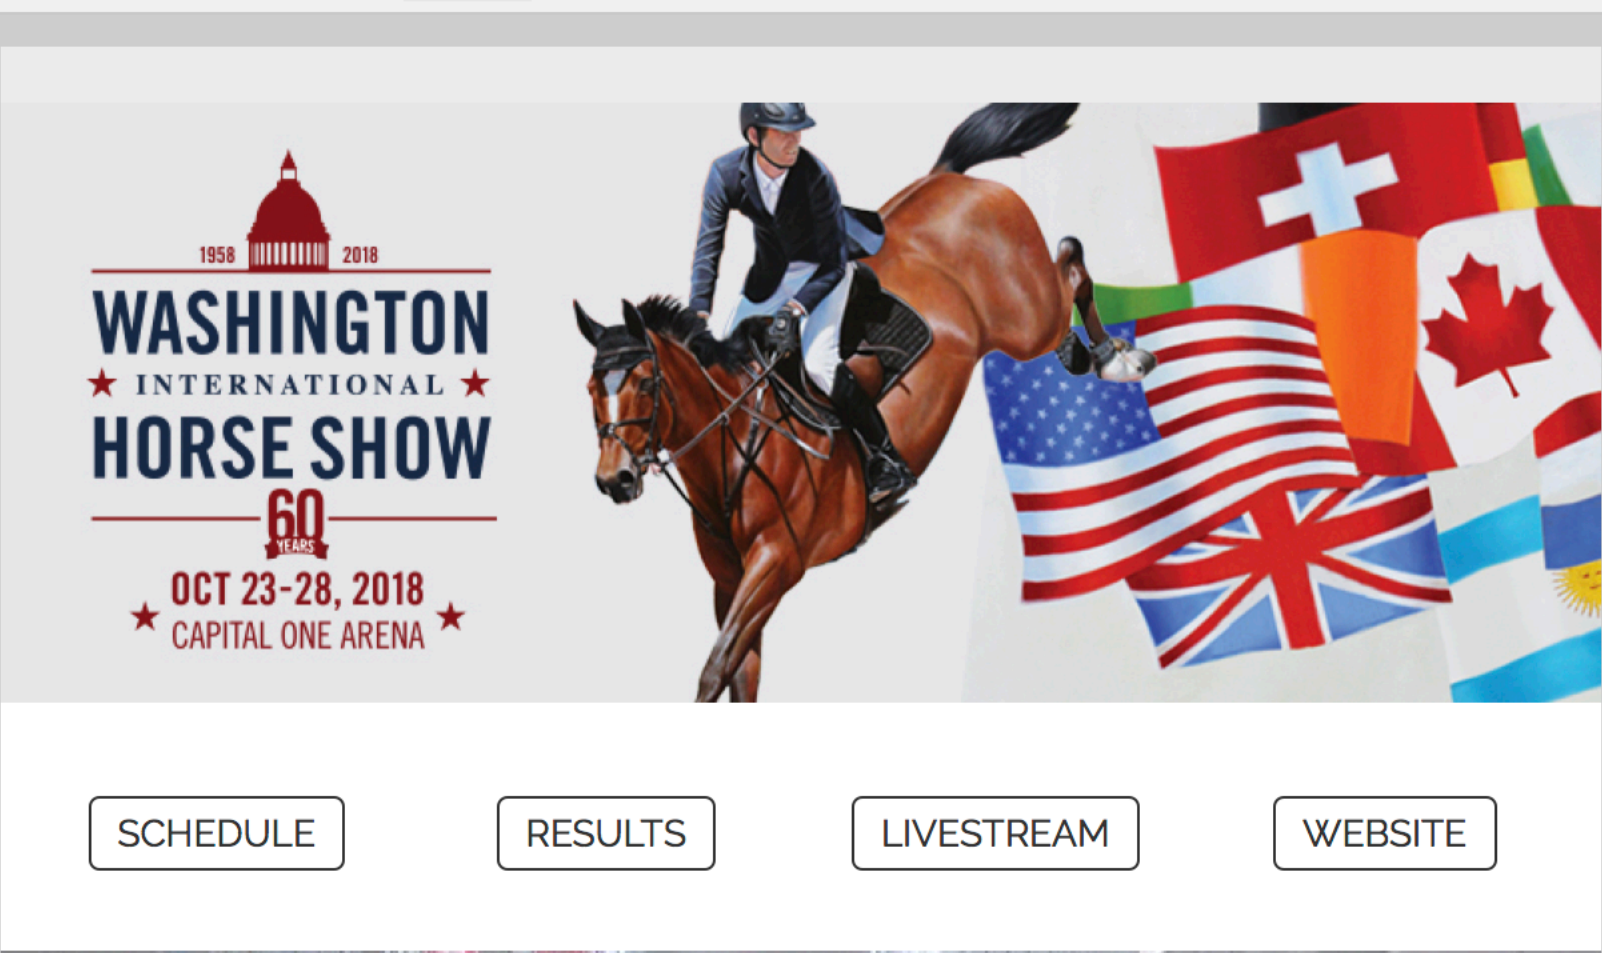 1958 2018
WASHINGTON
INTERNATIONAL
HORSE SHOW
60
YEARS
OCT 23-28, 2018
CAPITAL ONE ARENA
SCHEDULE RESULTS LIVESTREAM WEBSITE